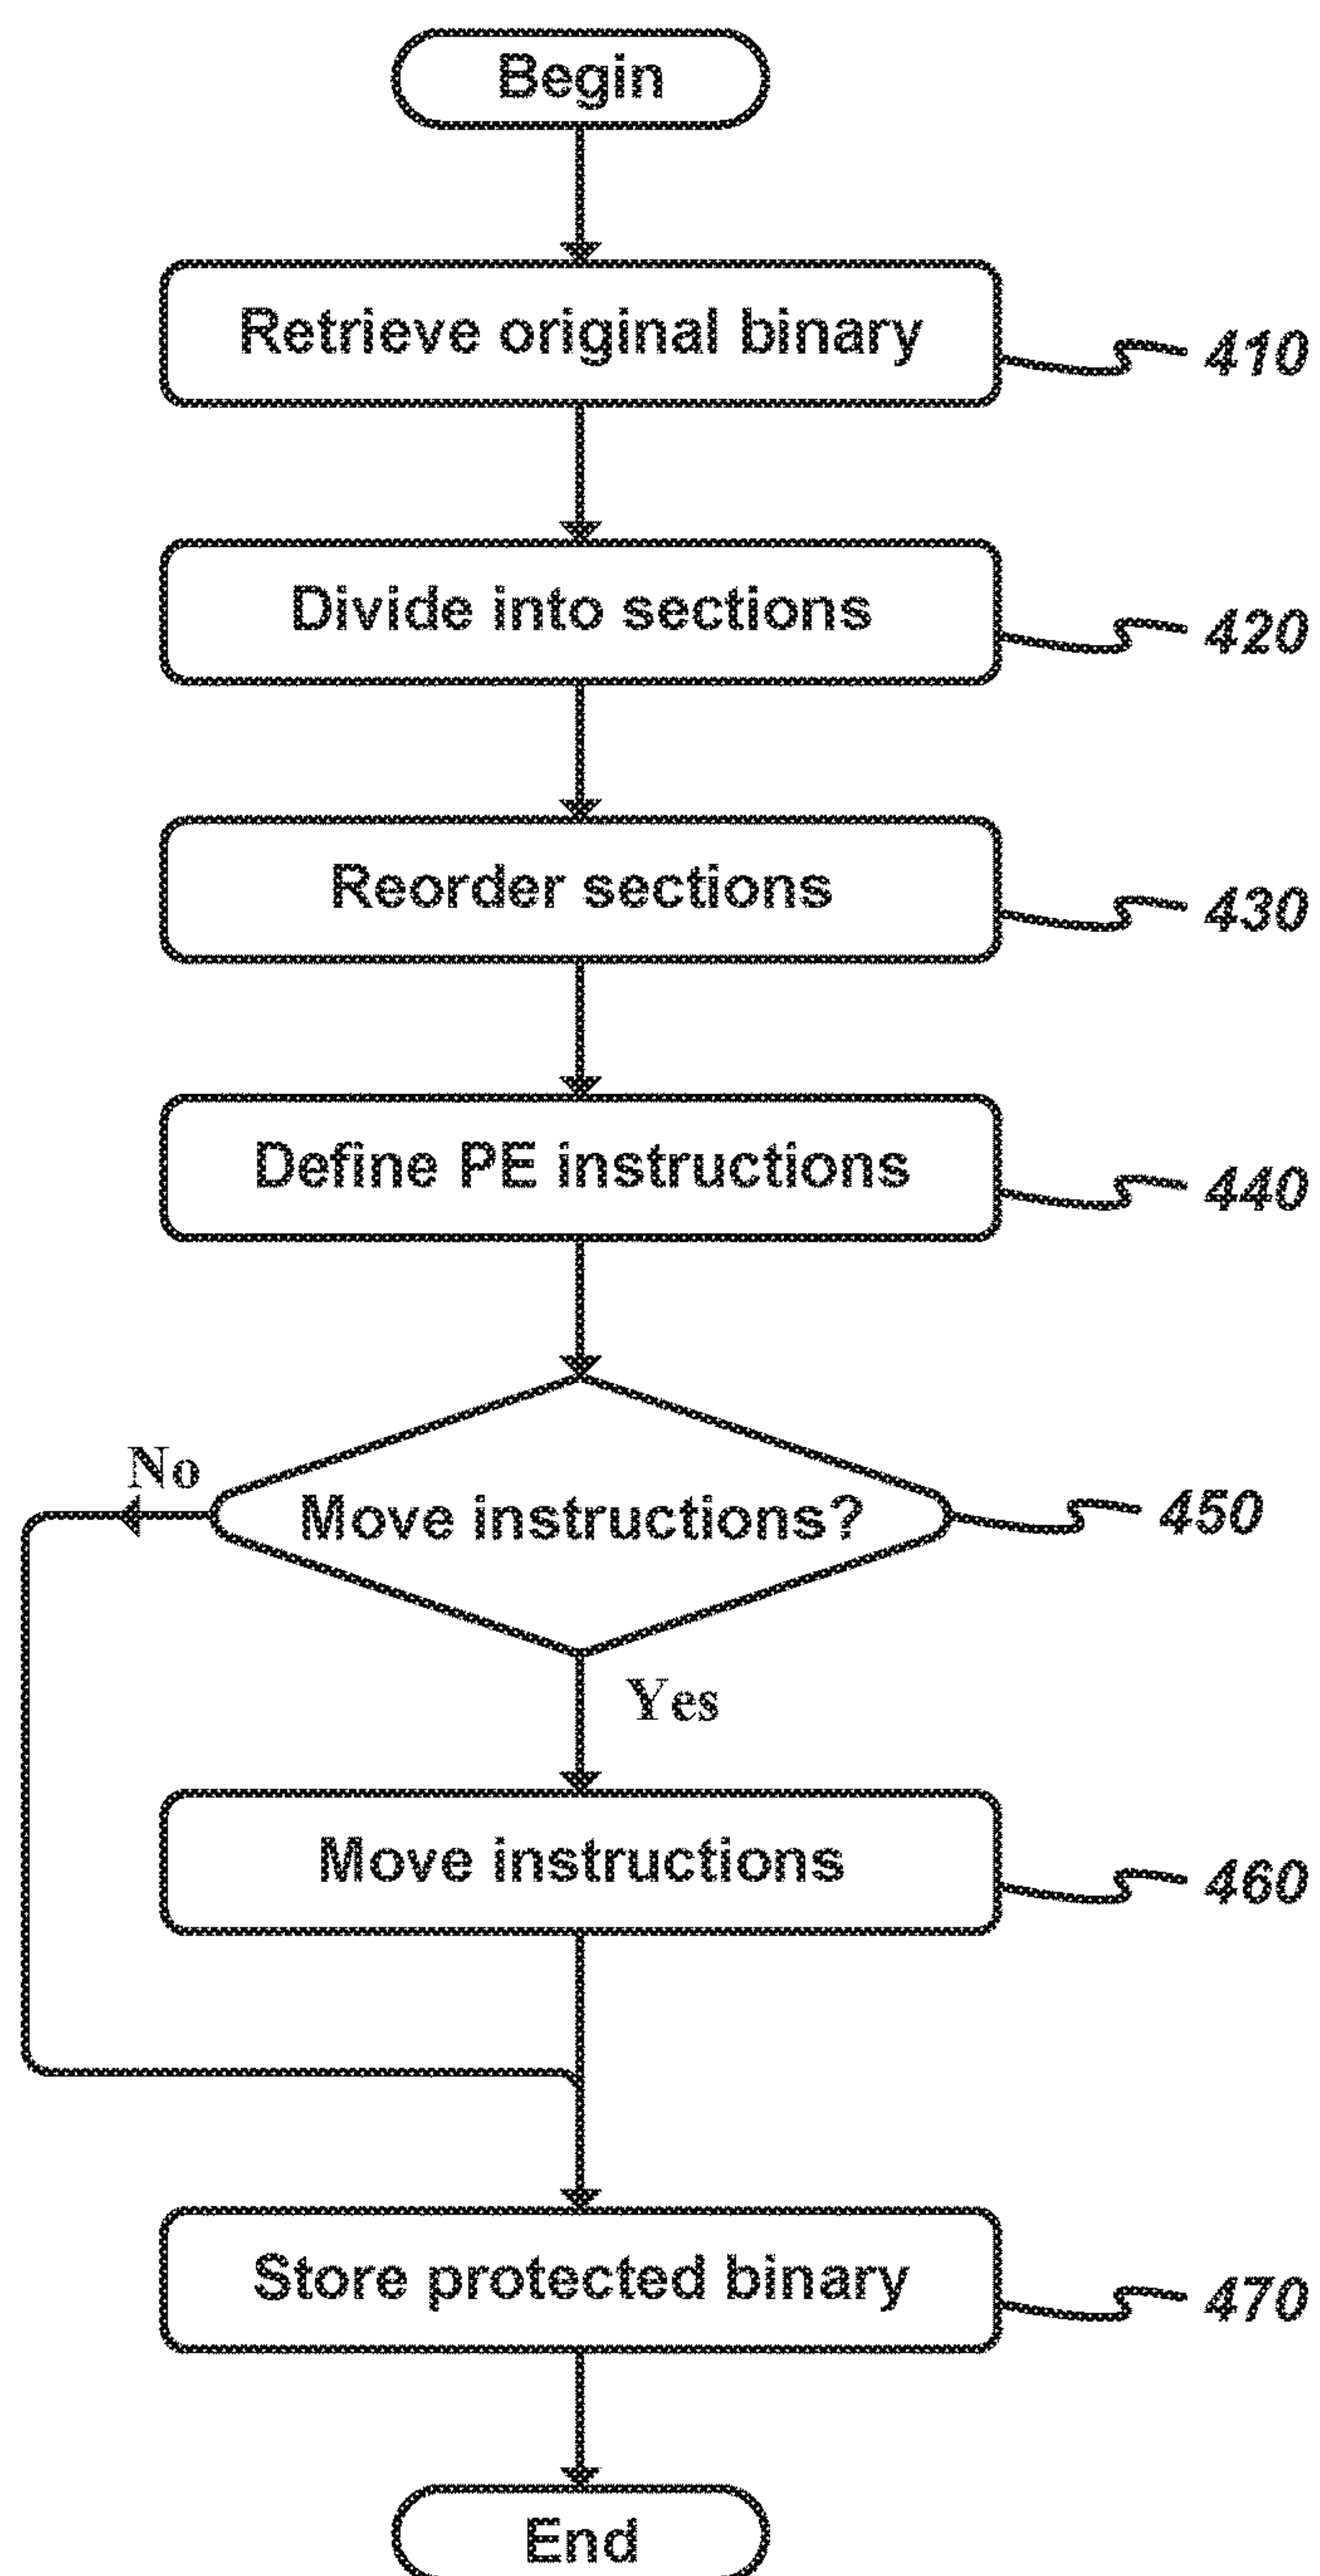 Begin
Retrieve original binary
410
Divide into sections
420
Reorder sections
430
Define PE instructions
440
No
Move instructions?
450
Yes
Move instructions
460
Store protected binary
470
End